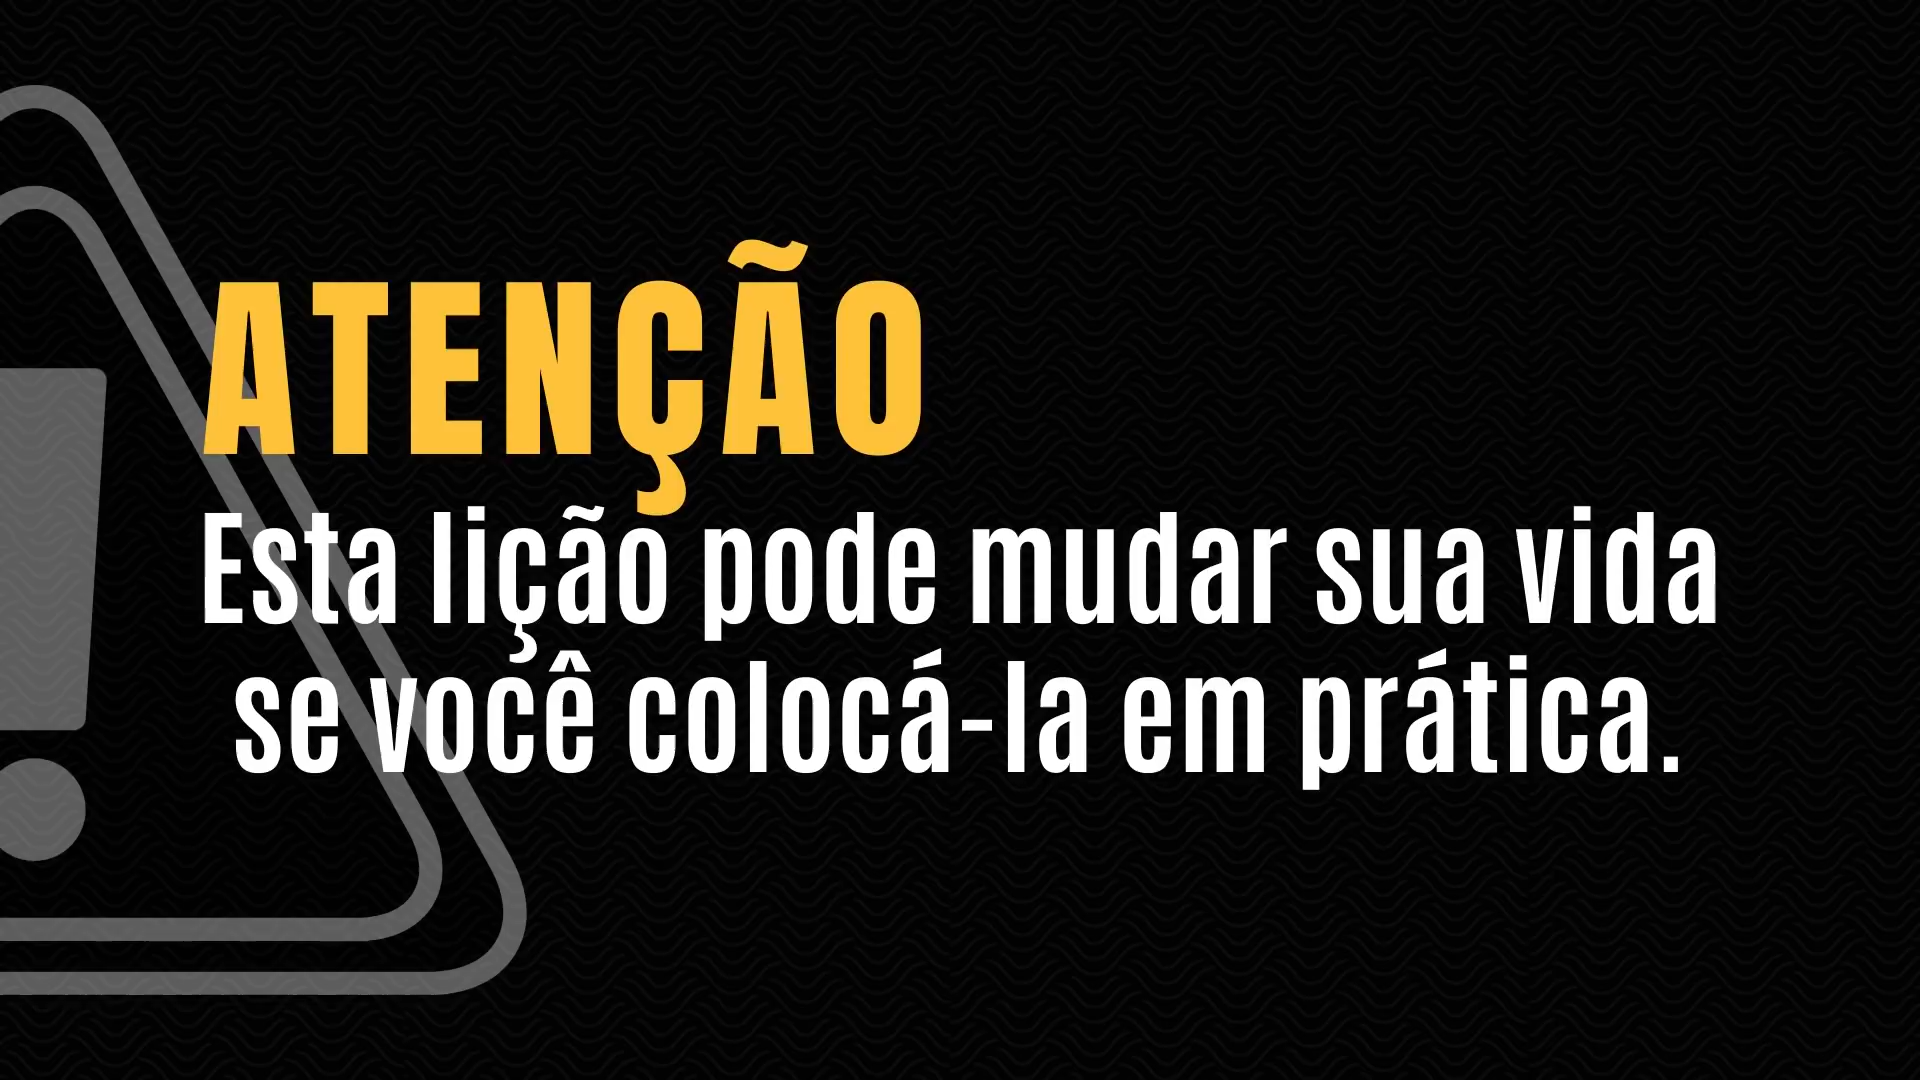 ATENÇÃO
Esta lição pode mudar sua vida
se você colocá-la em prática.